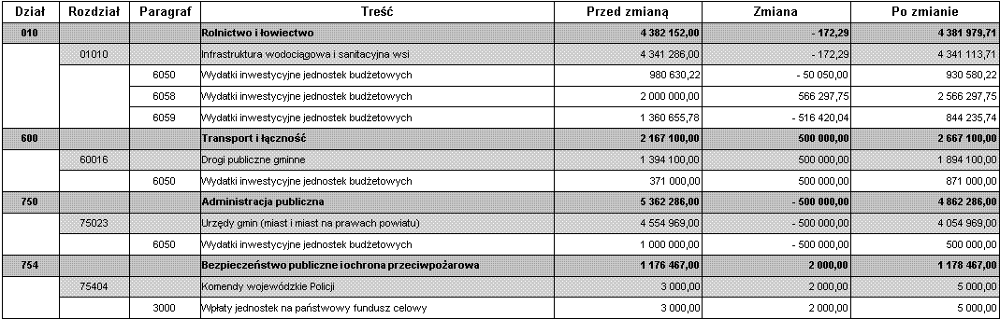 Dział Rozdział Paragraf Treść Przed zmianą Zmiana Po zmianie
010 Rolnictwo i łowiectwo 4 382 152,00 - 172,29 4 381 979,71
01010 Infrastruktura wodociągowa i sanitacyjna wsi 4 341 286,00 - 172,29 4 341 113,71
6050 Wydatki inwestycyjne jednostek budżetowych 980 630,22 - 50 050,00 930 580,22
6058 Wydatki inwestycyjne jednostek budżetowych 2 000 000,00 566 297,75 2 566 297,75
6059 Wydatki inwestycyjne jednostek budżetowych 1 360 655,78 - 516 420,04 844 235,74
600 Transport i łączność 2 167 100,00 500 000,00 2 667 100,00
60016 Drogi publiczne gminne 1 394 100,00 500 000,00 1 894 100,00
6050 Wydatki inwestycyjne jednostek budżetowych 371 000,00 500 000,00 871 000,00
750 Administracja publiczna 5 362 286,00 - 500 000,00 4 862 286,00
75023 Urzędy gmin (miast i miast na prawach powiatu) 4 554 969,00 - 500 000,00 4 054 969,00
6050 Wydatki inwestycyjne jednostek budżetowych 1 000 000,00 - 500 000,00 500 000,00
754 Bezpieczeństwo publiczne i ochrona przeciwpożarowa 1 176 467,00 2 000,00 1 178 467,00
75404 Komendy wojewódzkie Policji 3 000,00 2 000,00 5 000,00
3000 Wpłaty jednostek na państwowy fundusz celowy 3 000,00 2 000,00 5 000,00